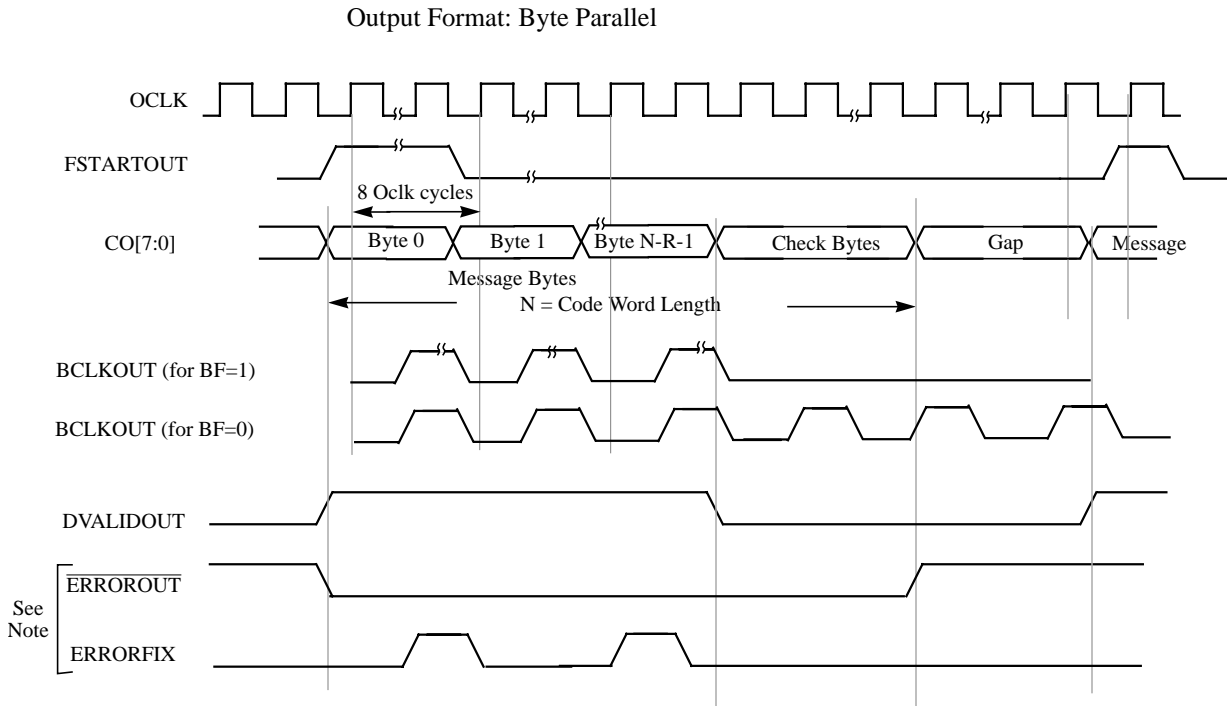 Output Format: Byte Parallel
OCLK
FSTARTOUT
8 Oclk cycles
CO[7:0]
Byte 0
Byte 1
Byte N-R-1
Check Bytes
Gap
Message
Message Bytes
N = Code Word Length
BCLKOUT (for BF=1)
BCLKOUT (for BF=0)
DVALIDOUT
ERROROUT
See
Note
ERRORFIX